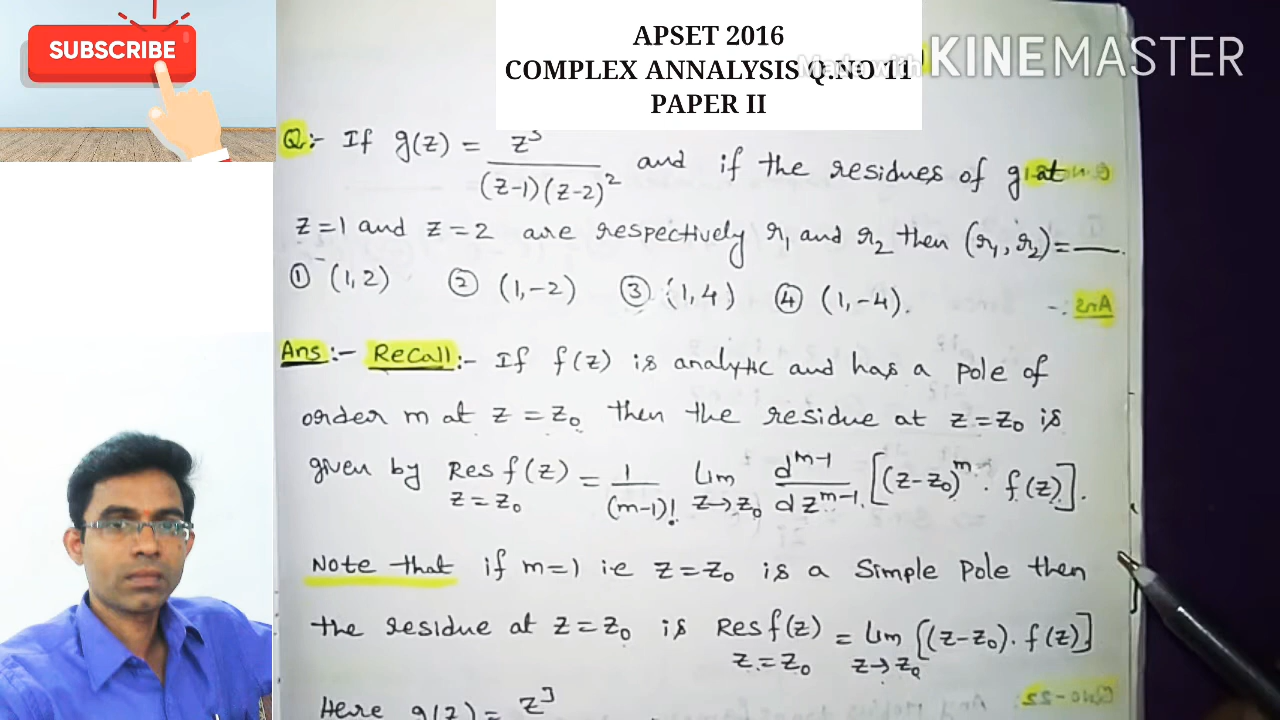 SUBSCRIBE
APSET 2016
COMPLEX ANNALYSIS Q.NO 11
PAPER II
Made with KINEMASTER
Q:- If g(z) = z³ / (z-1)(z-2)² and if the residues of g at
z=1 and z=2 are respectively r₁ and r₂ then (r₁, r₂)=___.
① (1,2) ② (1,-2) ③ (1,4) ④ (1,-4).
Ans:- Recall:- If f(z) is analytic and has a pole of
order m at z=z₀ then the residue at z=z₀ is
given by Res f(z) = 1/(m-1)! Lim d^(m-1)/dz^(m-1) [(z-z₀)^m . f(z)].
z=z₀ z→z₀
Note that if m=1 i.e z=z₀ is a simple pole then
the residue at z=z₀ is Res f(z) = Lim [(z-z₀). f(z)]
z=z₀ z→z₀
Here g(z) = z³